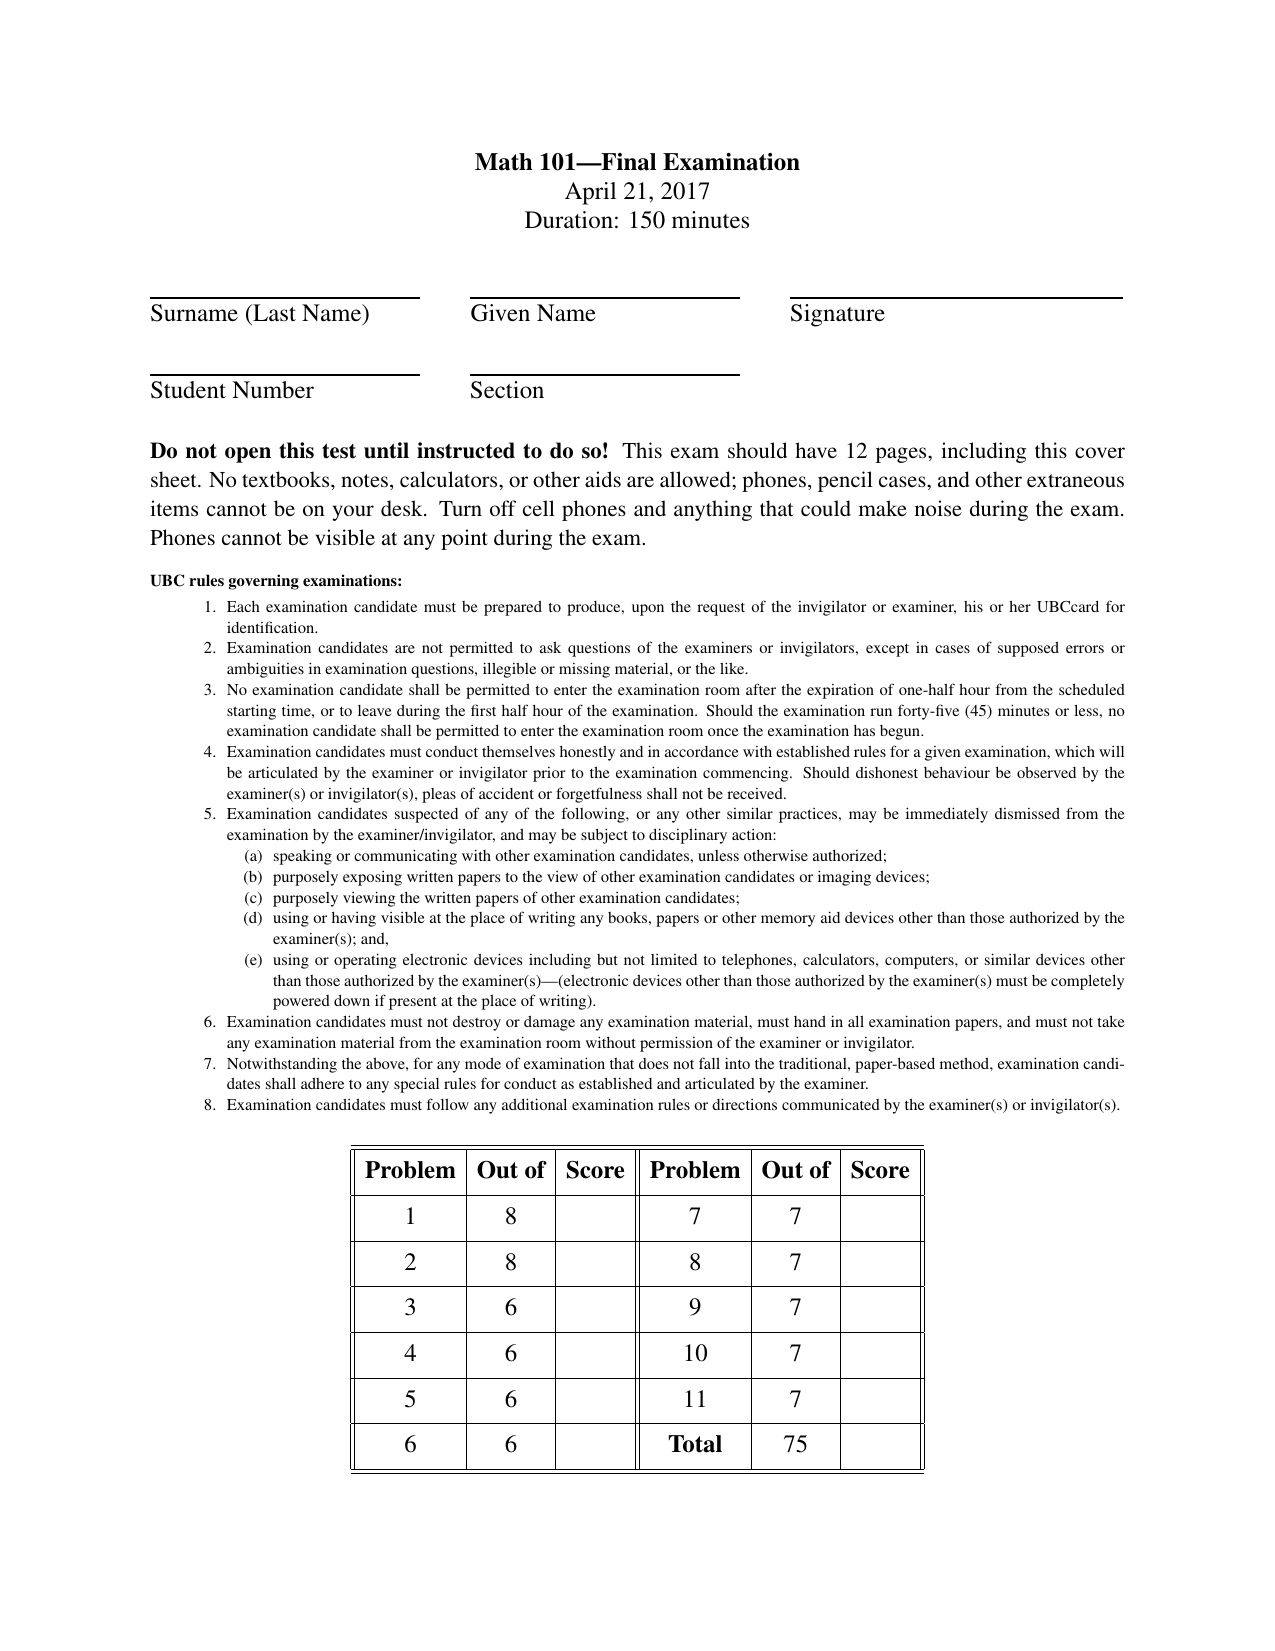 Math 101—Final Examination
April 21, 2017
Duration: 150 minutes
Surname (Last Name) Given Name Signature
Student Number Section
Do not open this test until instructed to do so! This exam should have 12 pages, including this cover
sheet. No textbooks, notes, calculators, or other aids are allowed; phones, pencil cases, and other extraneous
items cannot be on your desk. Turn off cell phones and anything that could make noise during the exam.
Phones cannot be visible at any point during the exam.
UBC rules governing examinations:
1. Each examination candidate must be prepared to produce, upon the request of the invigilator or examiner, his or her UBCcard for
identification.
2. Examination candidates are not permitted to ask questions of the examiners or invigilators, except in cases of supposed errors or
ambiguities in examination questions, illegible or missing material, or the like.
3. No examination candidate shall be permitted to enter the examination room after the expiration of one-half hour from the scheduled
starting time, or to leave during the first half hour of the examination. Should the examination run forty-five (45) minutes or less, no
examination candidate shall be permitted to enter the examination room once the examination has begun.
4. Examination candidates must conduct themselves honestly and in accordance with established rules for a given examination, which will
be articulated by the examiner or invigilator prior to the examination commencing. Should dishonest behaviour be observed by the
examiner(s) or invigilator(s), pleas of accident or forgetfulness shall not be received.
5. Examination candidates suspected of any of the following, or any other similar practices, may be immediately dismissed from the
examination by the examiner/invigilator, and may be subject to disciplinary action:
(a) speaking or communicating with other examination candidates, unless otherwise authorized;
(b) purposely exposing written papers to the view of other examination candidates or imaging devices;
(c) purposely viewing the written papers of other examination candidates;
(d) using or having visible at the place of writing any books, papers or other memory aid devices other than those authorized by the
examiner(s); and,
(e) using or operating electronic devices including but not limited to telephones, calculators, computers, or similar devices other
than those authorized by the examiner(s)—(electronic devices other than those authorized by the examiner(s) must be completely
powered down if present at the place of writing).
6. Examination candidates must not destroy or damage any examination material, must hand in all examination papers, and must not take
any examination material from the examination room without permission of the examiner or invigilator.
7. Notwithstanding the above, for any mode of examination that does not fall into the traditional, paper-based method, examination candi-
dates shall adhere to any special rules for conduct as established and articulated by the examiner.
8. Examination candidates must follow any additional examination rules or directions communicated by the examiner(s) or invigilator(s).
Problem Out of Score Problem Out of Score
1 8 7 7
2 8 8 7
3 6 9 7
4 6 10 7
5 6 11 7
6 6 Total 75